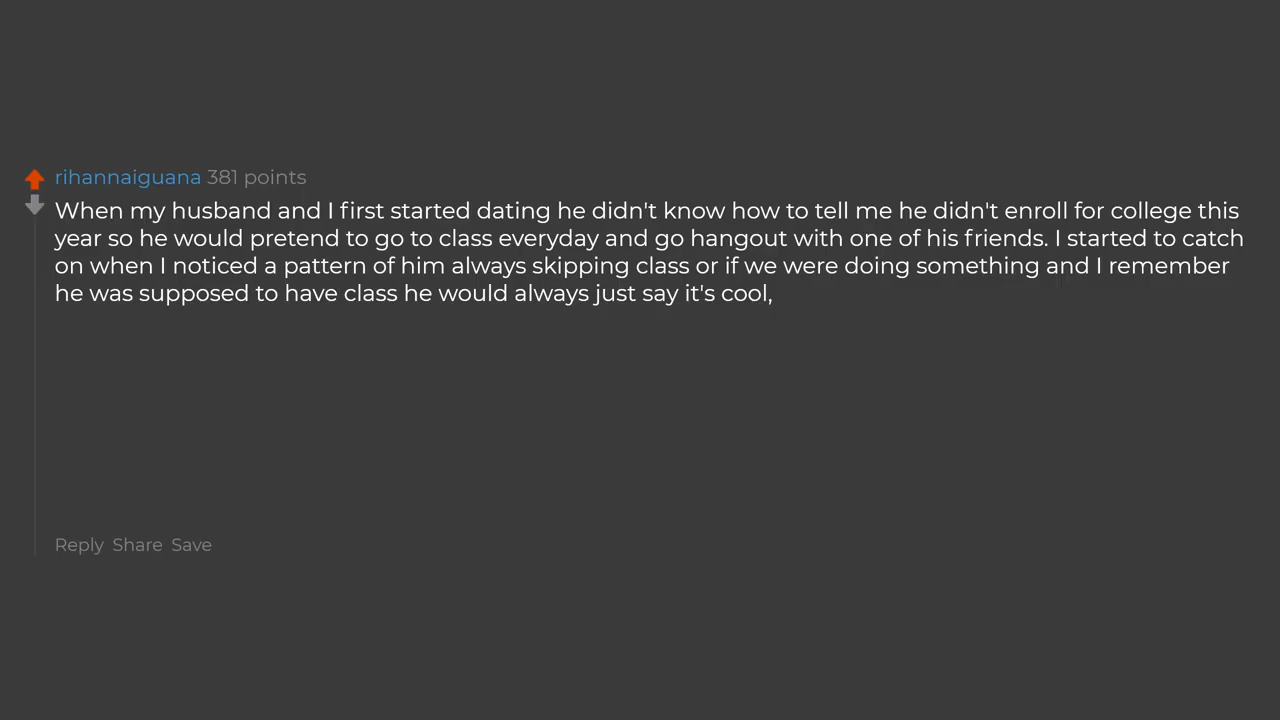 rihannaiguana 381 points
When my husband and I first started dating he didn't know how to tell me he didn't enroll for college this
year so he would pretend to go to class everyday and go hangout with one of his friends. I started to catch
on when I noticed a pattern of him always skipping class or if we were doing something and I remember
he was supposed to have class he would always just say it's cool,
Reply Share Save